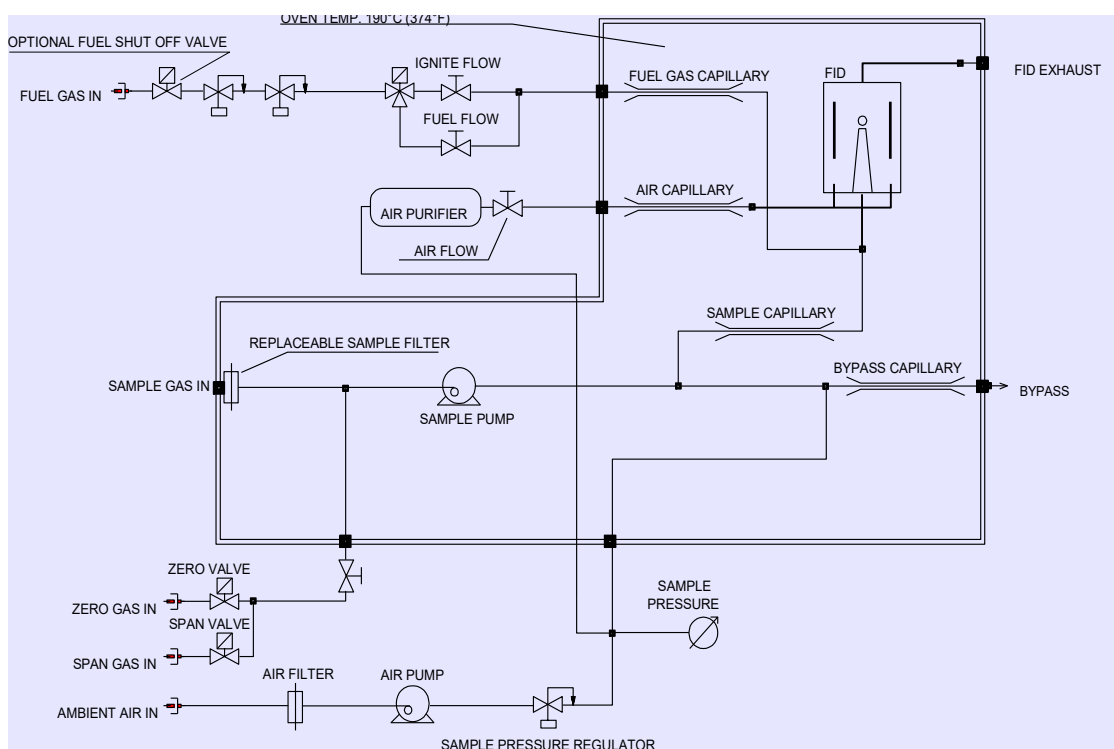 OVEN TEMP. 190°C (374°F)
OPTIONAL FUEL SHUT OFF VALVE
IGNITE FLOW
FUEL GAS CAPILLARY
FID
FID EXHAUST
FUEL GAS IN
FUEL FLOW
AIR CAPILLARY
AIR PURIFIER
AIR FLOW
SAMPLE CAPILLARY
REPLACEABLE SAMPLE FILTER
BYPASS CAPILLARY
SAMPLE GAS IN
BYPASS
SAMPLE PUMP
ZERO VALVE
SAMPLE
PRESSURE
ZERO GAS IN
SPAN VALVE
SPAN GAS IN
AIR FILTER
AIR PUMP
AMBIENT AIR IN
SAMPLE PRESSURE REGULATOR